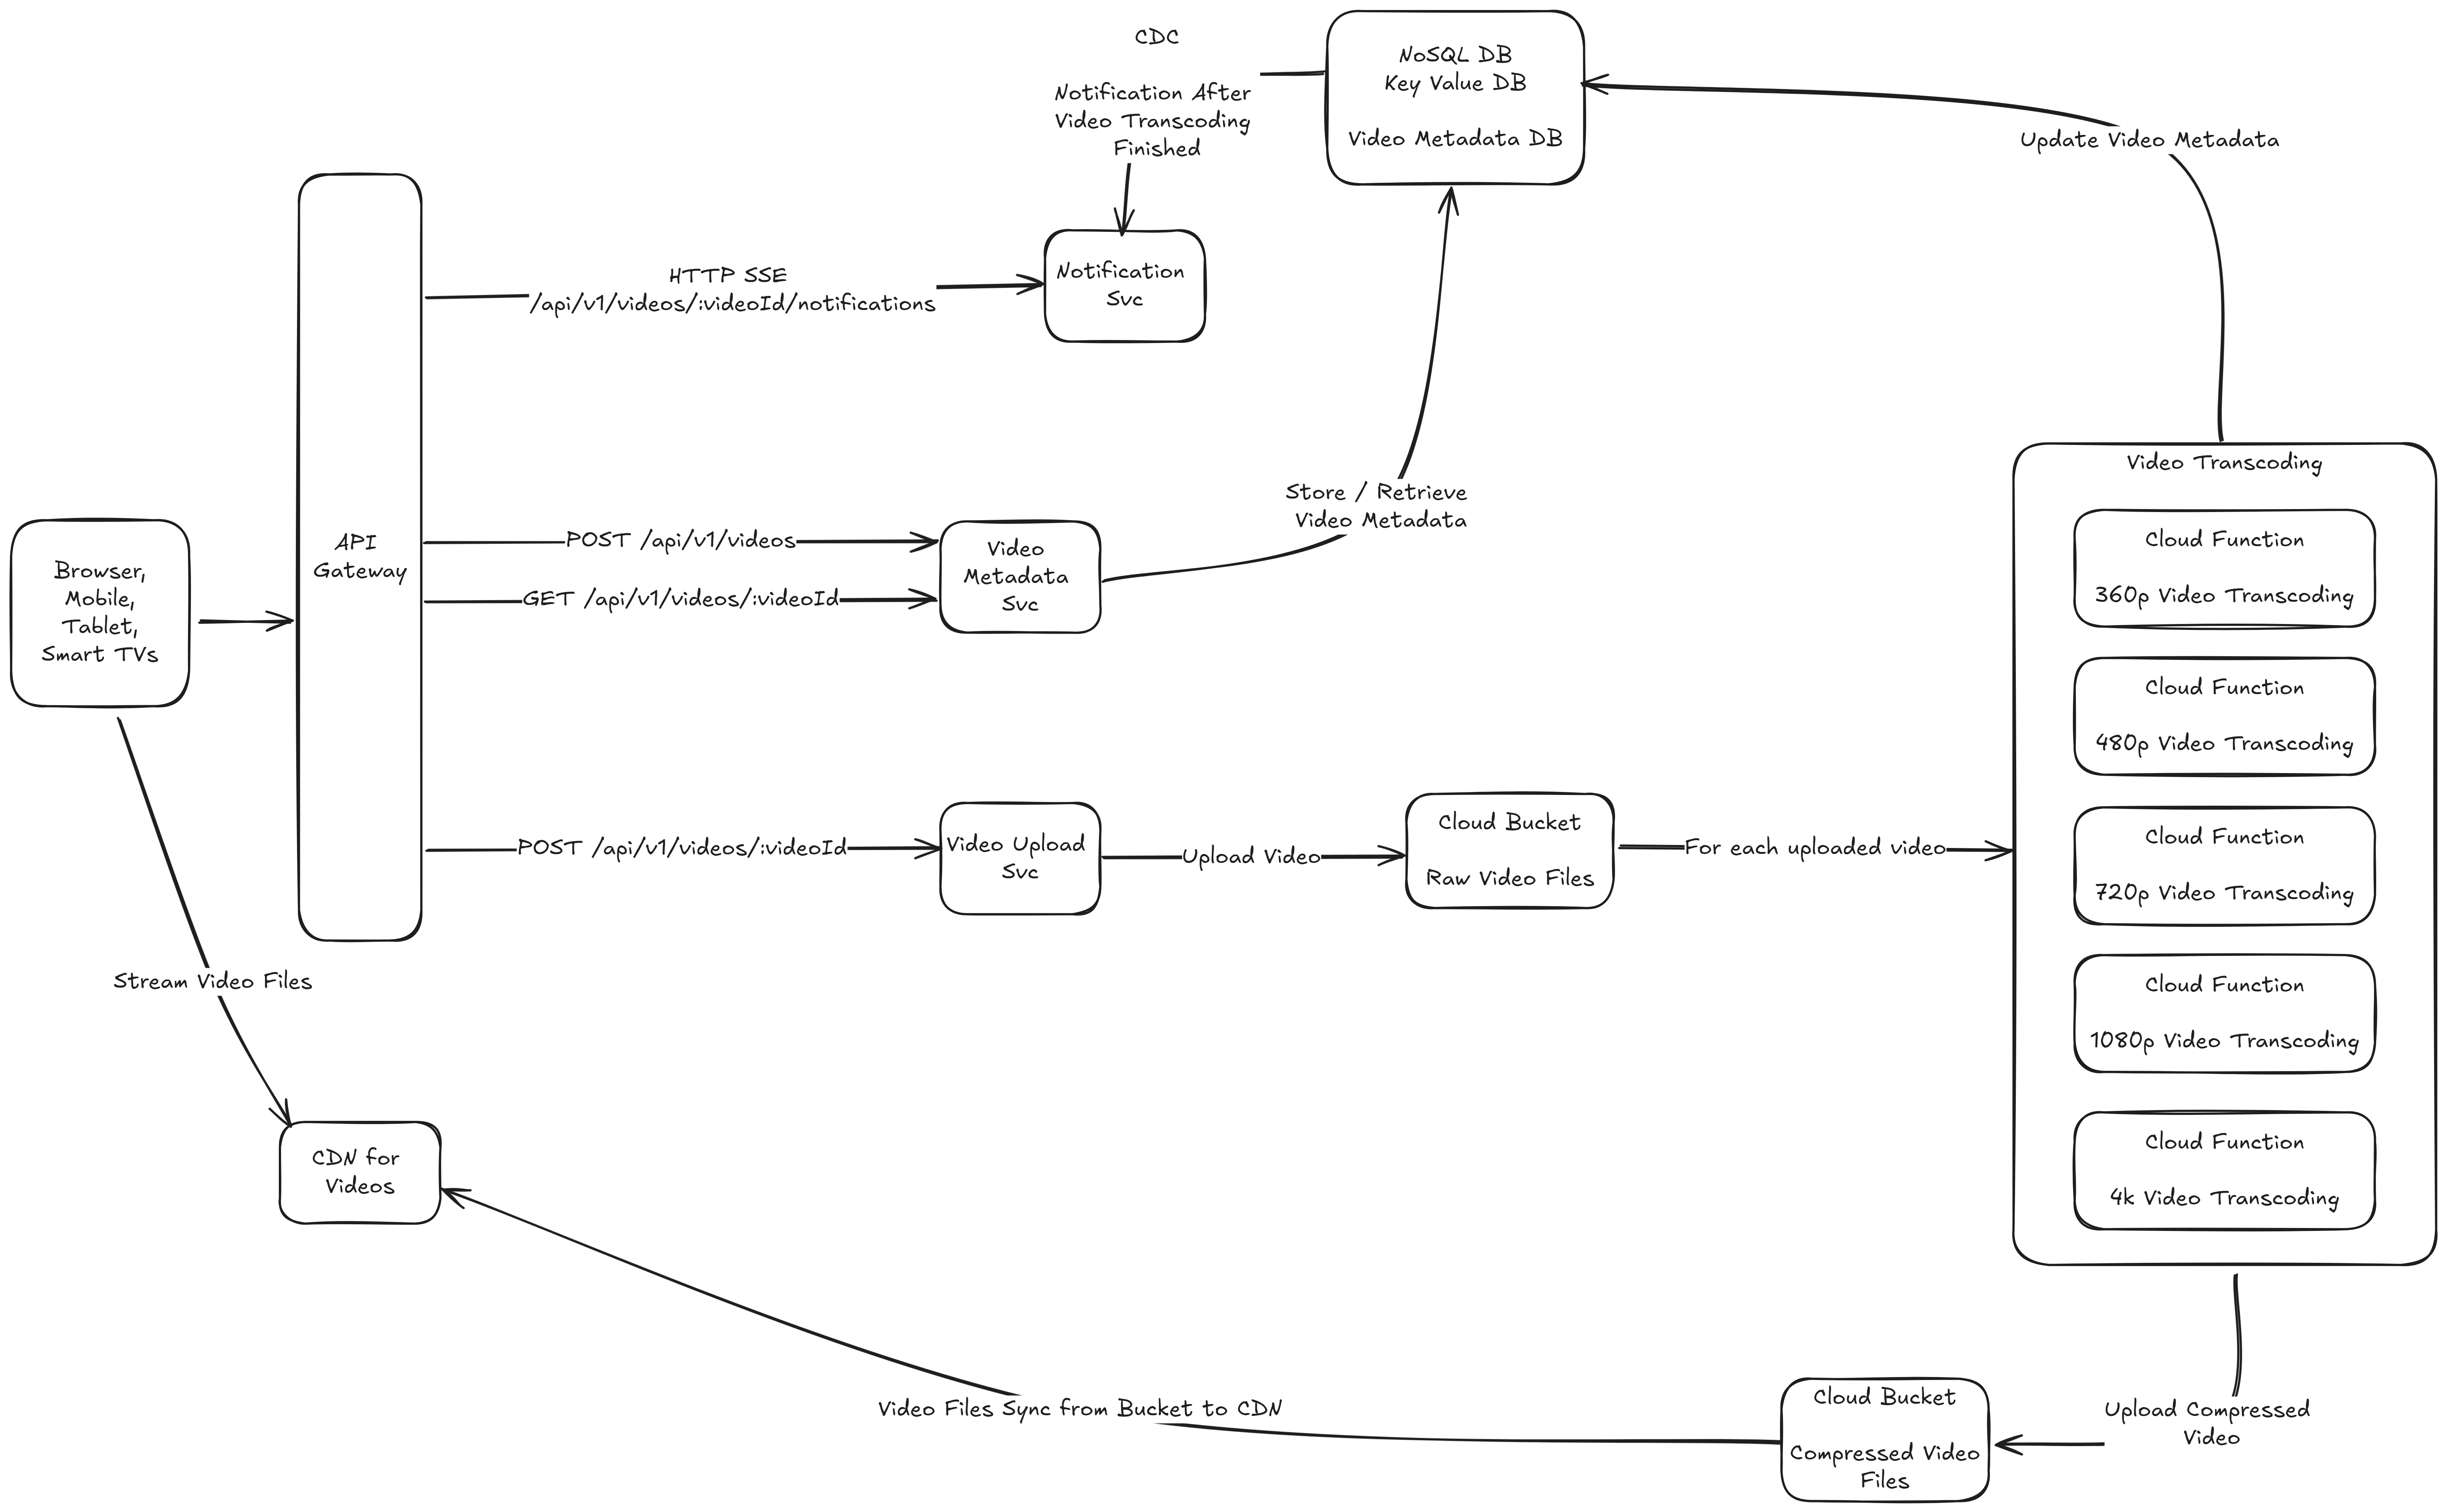 CDC
Notification After
Video Transcoding
Finished
NoSQL DB
Key Value DB
Video Metadata DB
Update Video Metadata
HTTP SSE
/api/v1/videos/:videoId/notifications
Notification
Svc
Store / Retrieve
Video Metadata
API
Gateway
Browser,
Mobile,
Tablet,
Smart TVs
POST /api/v1/videos
GET /api/v1/videos/:videoId
Video
Metadata
Svc
POST /api/v1/videos/:videoId
Video Upload
Svc
Upload Video
Cloud Bucket
Raw Video Files
For each uploaded video
Video Transcoding
Cloud Function
360p Video Transcoding
Cloud Function
480p Video Transcoding
Cloud Function
720p Video Transcoding
Cloud Function
1080p Video Transcoding
Cloud Function
4k Video Transcoding
Stream Video Files
CDN for
Videos
Video Files Sync from Bucket to CDN
Cloud Bucket
Compressed Video
Files
Upload Compressed
Video